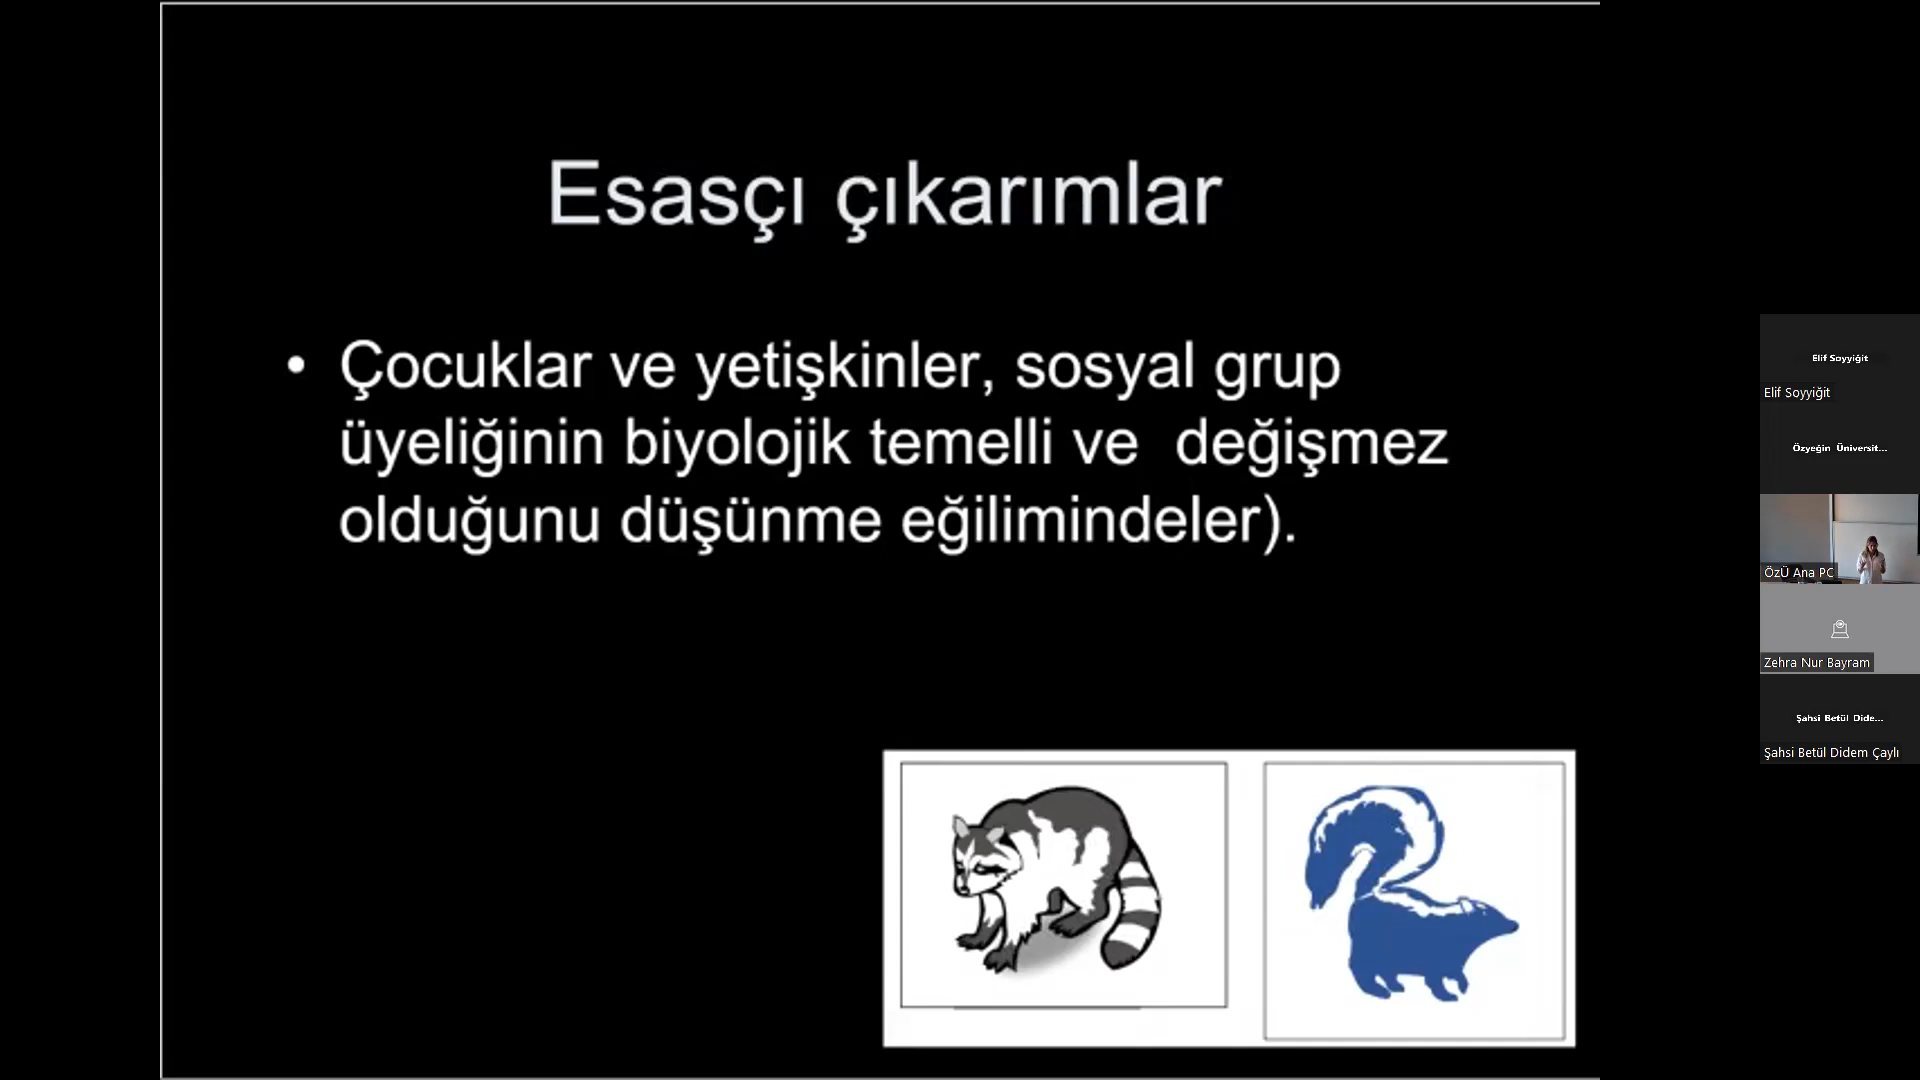 Esasçı çıkarımlar
• Çocuklar ve yetişkinler, sosyal grup
üyeliğinin biyolojik temelli ve  değişmez
olduğunu düşünme eğilimindeler).
Elif Soyyiğit
Elif Soyyiğit
Özyeğin Üniversit...
ÖzÜ Ana PC
Zehra Nur Bayram
Şahsi Betül Dide...
Şahsi Betül Didem Çaylı